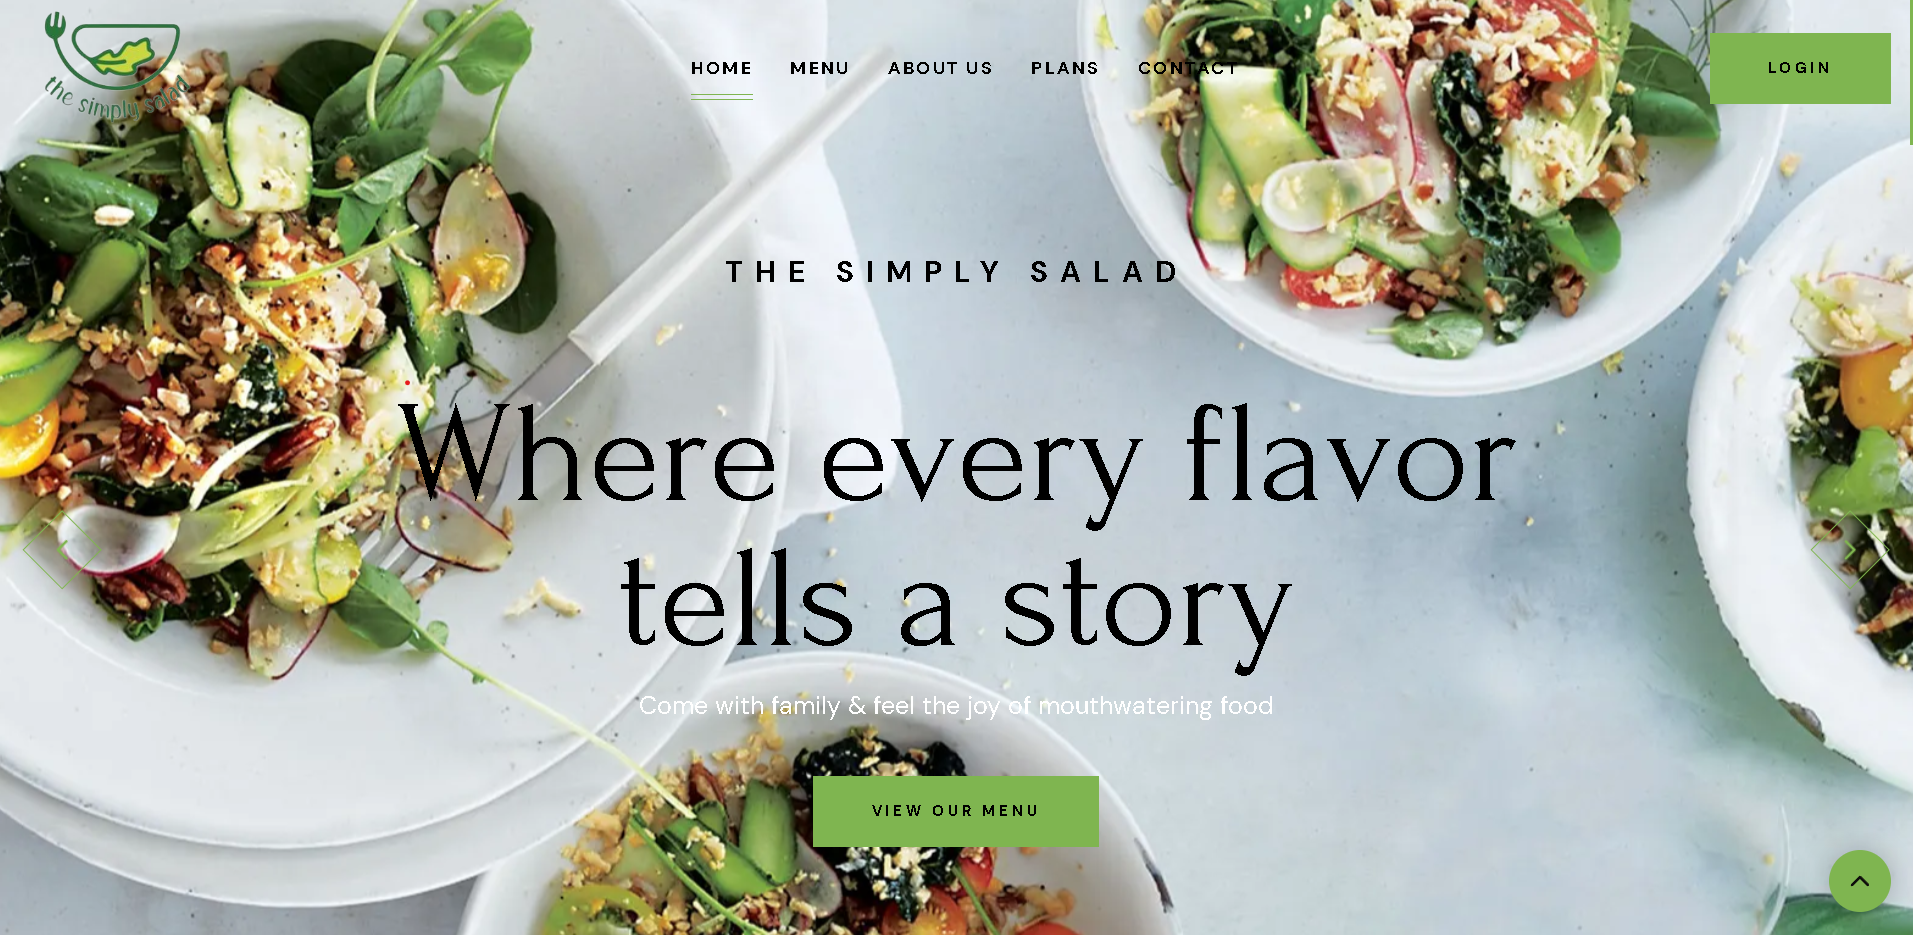 the simply salad
HOME MENU ABOUT US PLANS CONTACT
LOGIN
THE SIMPLY SALAD
Where every flavor
tells a story
Come with family & feel the joy of mouthwatering food
VIEW OUR MENU